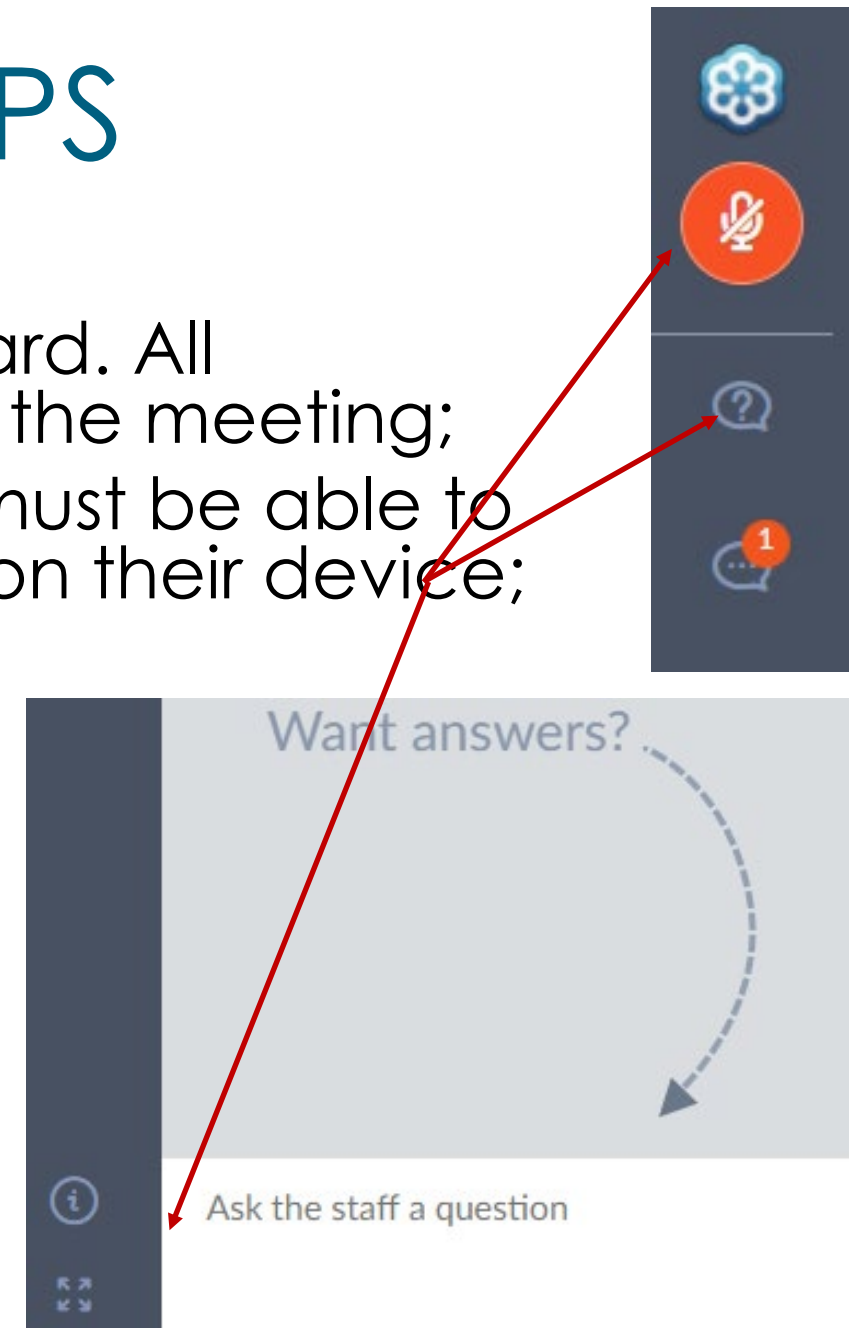 PS
ard. All
the meeting;
must be able to
on their device;
1
Want answers?
Ask the staff a question